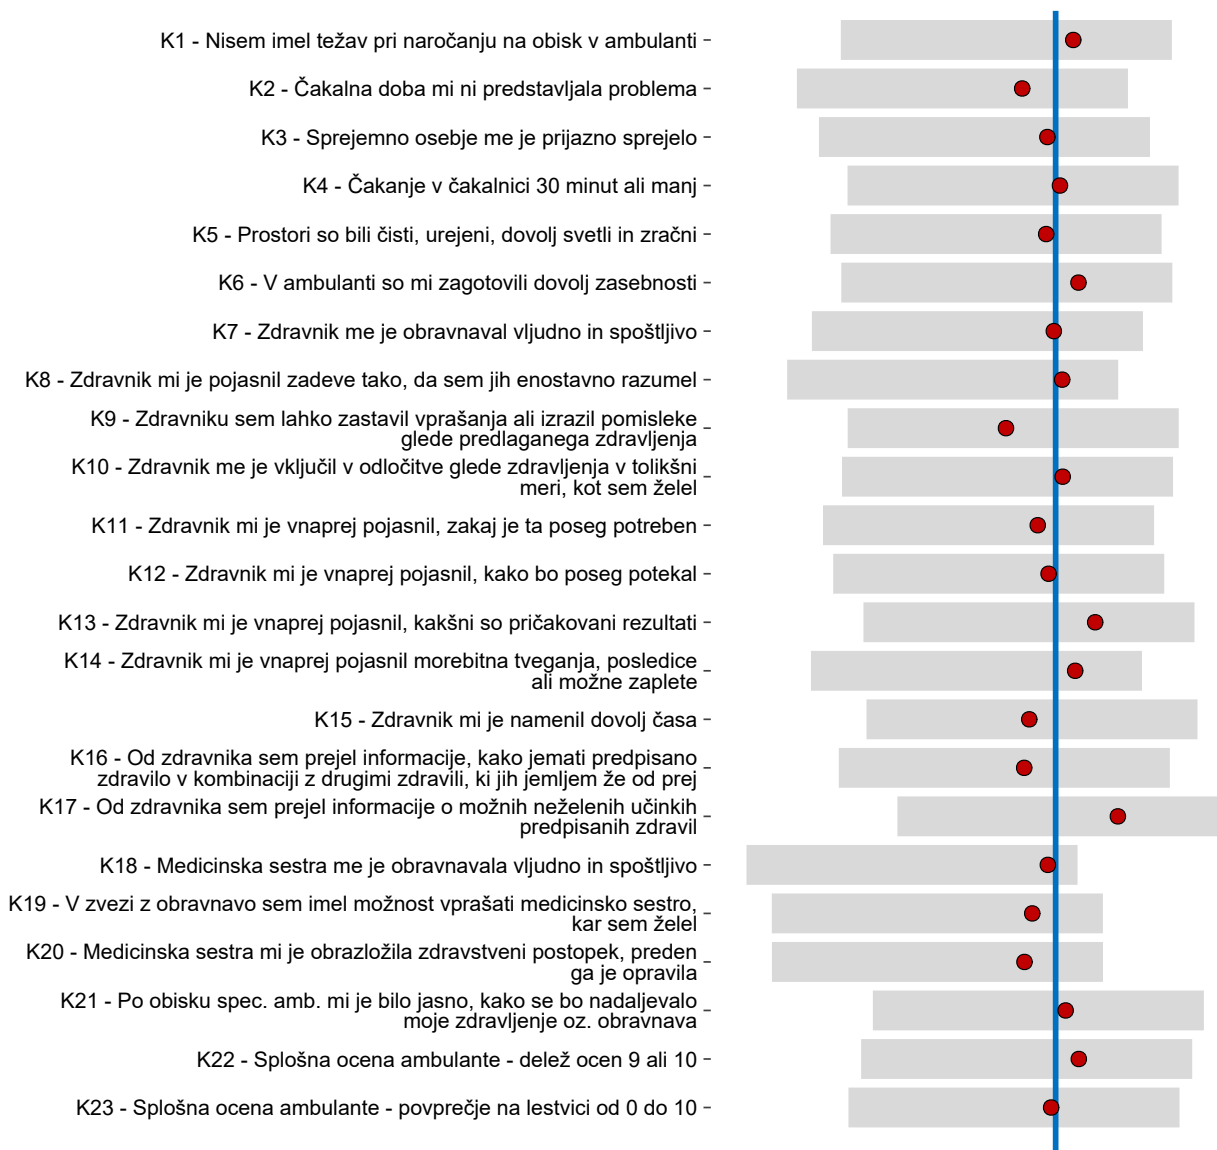 K1 - Nisem imel težav pri naročanju na obisk v ambulanti
K2 - Čakalna doba mi ni predstavljala problema
K3 - Sprejemno osebje me je prijazno sprejelo
K4 - Čakanje v čakalnici 30 minut ali manj
K5 - Prostori so bili čisti, urejeni, dovolj svetli in zračni
K6 - V ambulanti so mi zagotovili dovolj zasebnosti
K7 - Zdravnik me je obravnaval vljudno in spoštljivo
K8 - Zdravnik mi je pojasnil zadeve tako, da sem jih enostavno razumel
K9 - Zdravniku sem lahko zastavil vprašanja ali izrazil pomisleke
glede predlaganega zdravljenja
K10 - Zdravnik me je vključil v odločitve glede zdravljenja v tolikšni
meri, kot sem želel
K11 - Zdravnik mi je vnaprej pojasnil, zakaj je ta poseg potreben
K12 - Zdravnik mi je vnaprej pojasnil, kako bo poseg potekal
K13 - Zdravnik mi je vnaprej pojasnil, kakšni so pričakovani rezultati
K14 - Zdravnik mi je vnaprej pojasnil morebitna tveganja, posledice
ali možne zaplete
K15 - Zdravnik mi je namenil dovolj časa
K16 - Od zdravnika sem prejel informacije, kako jemati predpisano
zdravilo v kombinaciji z drugimi zdravili, ki jih jemljem že od prej
K17 - Od zdravnika sem prejel informacije o možnih neželenih učinkih
predpisanih zdravil
K18 - Medicinska sestra me je obravnavala vljudno in spoštljivo
K19 - V zvezi z obravnavo sem imel možnost vprašati medicinsko sestro,
kar sem želel
K20 - Medicinska sestra mi je obrazložila zdravstveni postopek, preden
ga je opravila
K21 - Po obisku spec. amb. mi je bilo jasno, kako se bo nadaljevalo
moje zdravljenje oz. obravnava
K22 - Splošna ocena ambulante - delež ocen 9 ali 10
K23 - Splošna ocena ambulante - povprečje na lestvici od 0 do 10